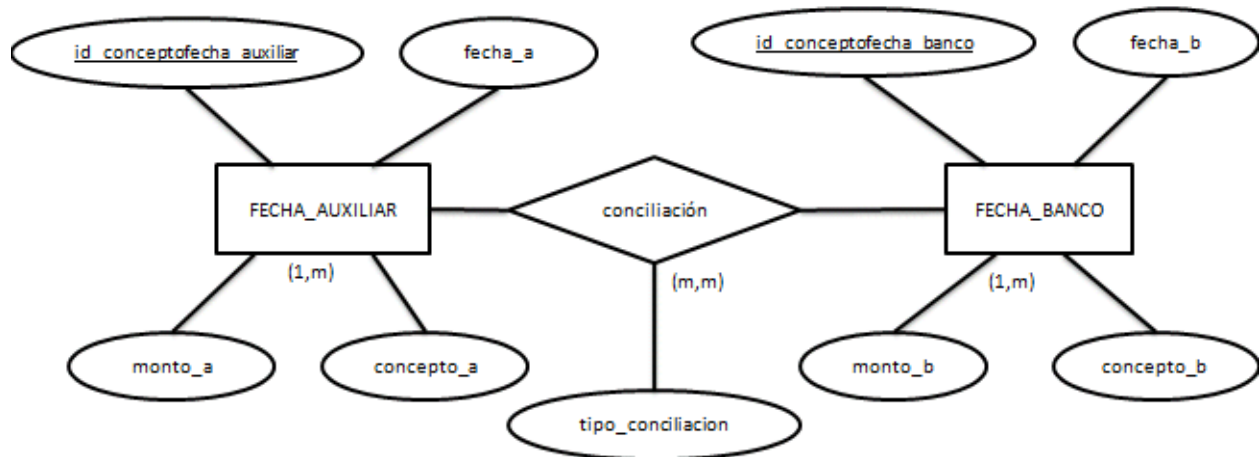 id_conceptofecha_auxiliar
fecha_a
id_conceptofecha_banco
fecha_b
FECHA_AUXILIAR
conciliación
FECHA_BANCO
(1,m)
(m,m)
(1,m)
monto_a
concepto_a
monto_b
concepto_b
tipo_conciliacion